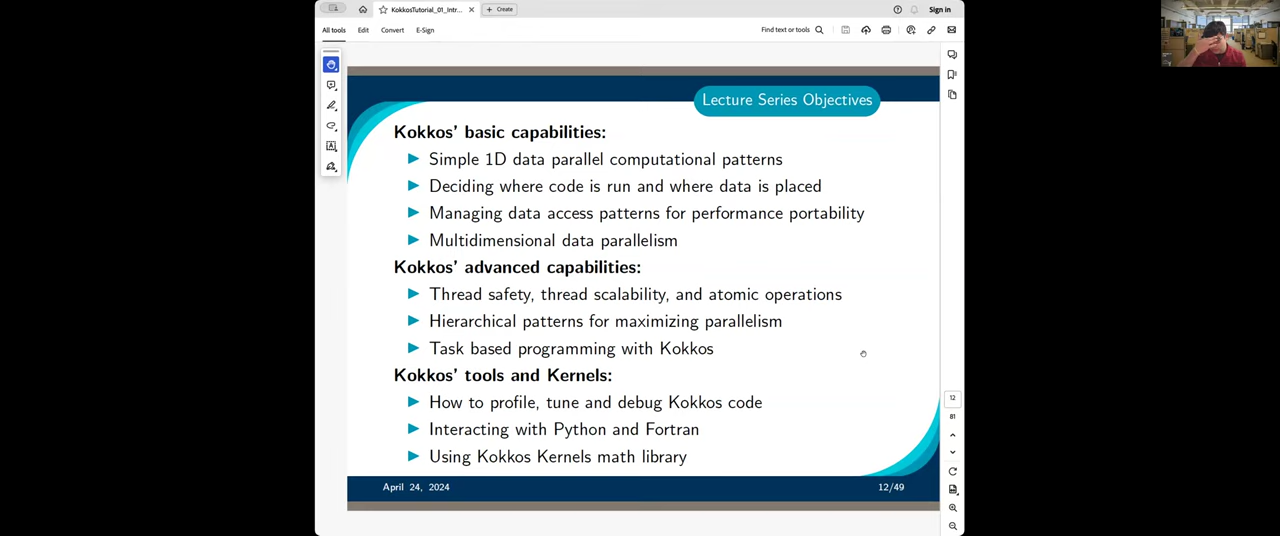 KokkosTutorial_01_Intr...
Create
Sign in
All tools
Edit
Convert
E-Sign
Find text or tools
Lecture Series Objectives
Kokkos' basic capabilities:
Simple 1D data parallel computational patterns
Deciding where code is run and where data is placed
Managing data access patterns for performance portability
Multidimensional data parallelism
Kokkos' advanced capabilities:
Thread safety, thread scalability, and atomic operations
Hierarchical patterns for maximizing parallelism
Task based programming with Kokkos
Kokkos' tools and Kernels:
How to profile, tune and debug Kokkos code
Interacting with Python and Fortran
Using Kokkos Kernels math library
April 24, 2024
12/49
12
81